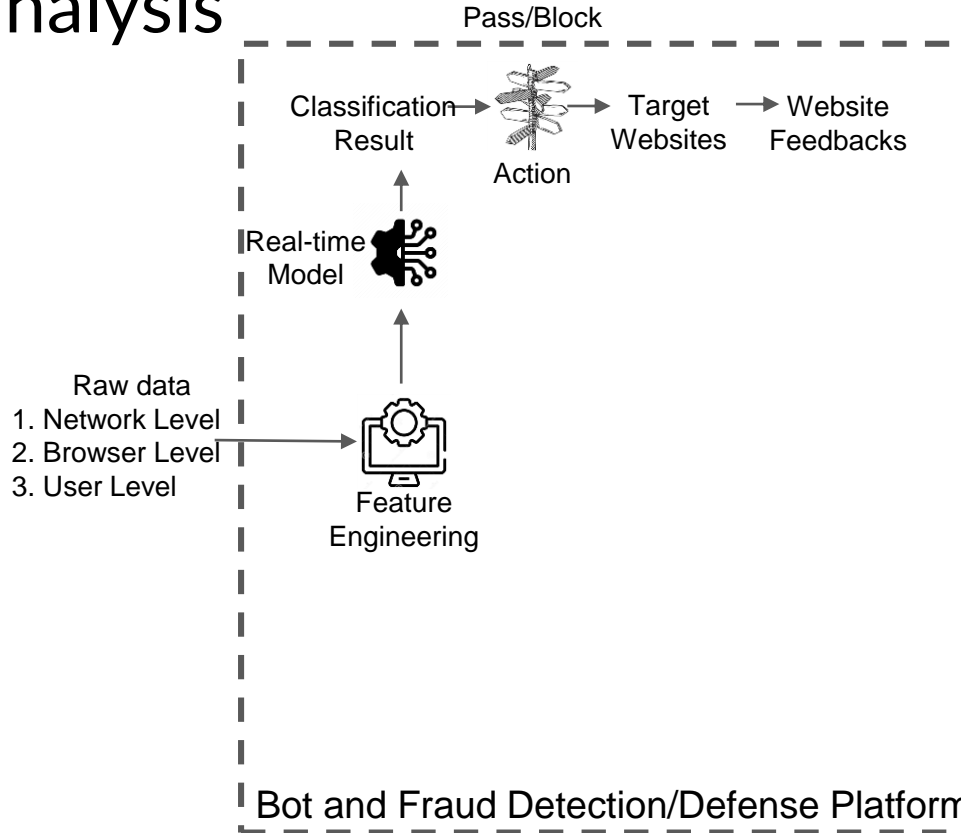 nalysis
Pass/Block
Classification
Result
Action
Target
Websites
Website
Feedbacks
Real-time
Model
Raw data
1. Network Level
2. Browser Level
3. User Level
Feature
Engineering
Bot and Fraud Detection/Defense Platform